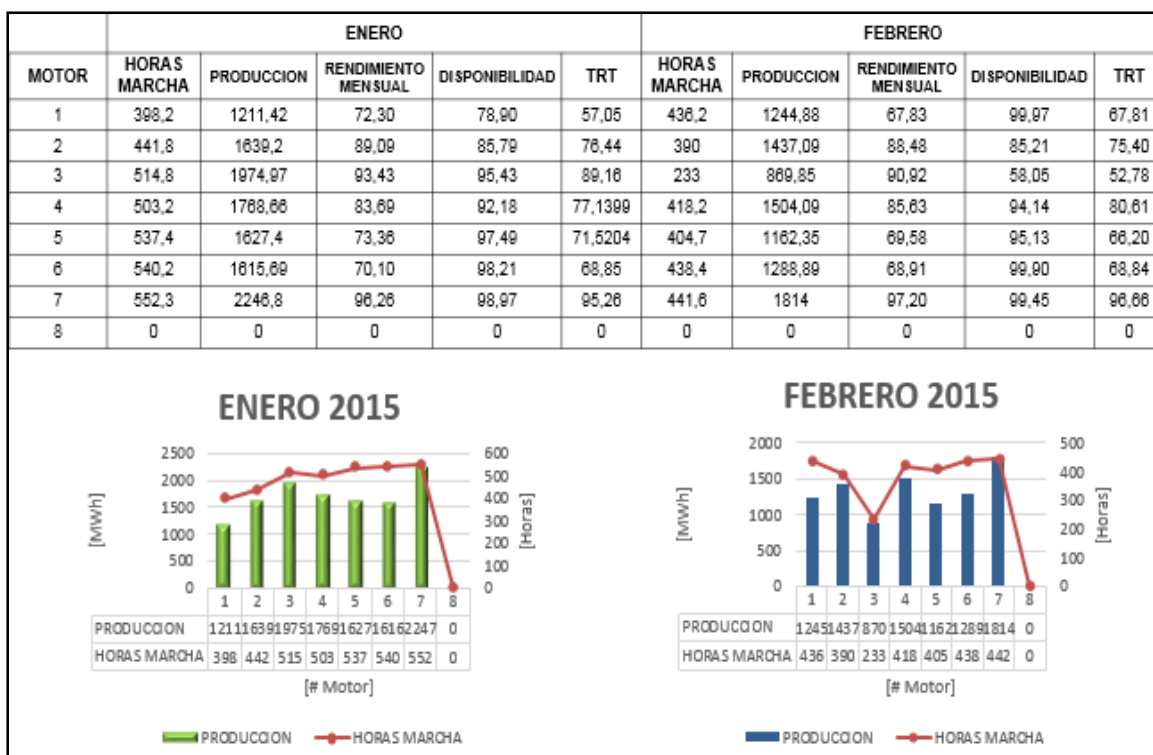 ENERO FEBRERO
MOTOR HORAS MARCHA PRODUCCION RENDIMIENTO MENSUAL DISPONIBILIDAD TRT HORAS MARCHA PRODUCCION RENDIMIENTO MENSUAL DISPONIBILIDAD TRT
1 398,2 1211,42 72,30 78,90 57,05 436,2 1244,88 67,83 99,97 67,81
2 441,8 1639,2 89,09 85,79 76,44 390 1437,09 88,48 85,21 75,40
3 514,8 1974,97 93,43 95,43 89,16 233 869,85 90,92 58,05 52,78
4 503,2 1768,66 83,69 92,18 77,1399 418,2 1504,09 85,63 94,14 80,61
5 537,4 1627,4 73,36 97,49 71,5204 404,7 1162,35 69,58 95,13 66,20
6 540,2 1615,69 70,10 98,21 68,85 438,4 1288,89 68,91 99,90 68,84
7 552,3 2246,8 96,26 98,97 95,26 441,6 1814 97,20 99,45 96,66
8 0 0 0 0 0 0 0 0 0 0
ENERO 2015
2500 600
2000 500
1500 400
1000 300
500 200
0 100
0
[MWh]
[Horas]
1 2 3 4 5 6 7 8
PRODUCCION 1211 1639 1975 1769 1627 1616 2247 0
HORAS MARCHA 398 442 515 503 537 540 552 0
[# Motor]
PRODUCCION HORAS MARCHA
FEBRERO 2015
2000 500
1500 400
1000 300
500 200
0 100
0
[MWh]
[Horas]
1 2 3 4 5 6 7 8
PRODUCCION 1245 1437 870 1504 1162 1289 1814 0
HORAS MARCHA 436 390 233 418 405 438 442 0
[# Motor]
PRODUCCION HORAS MARCHA